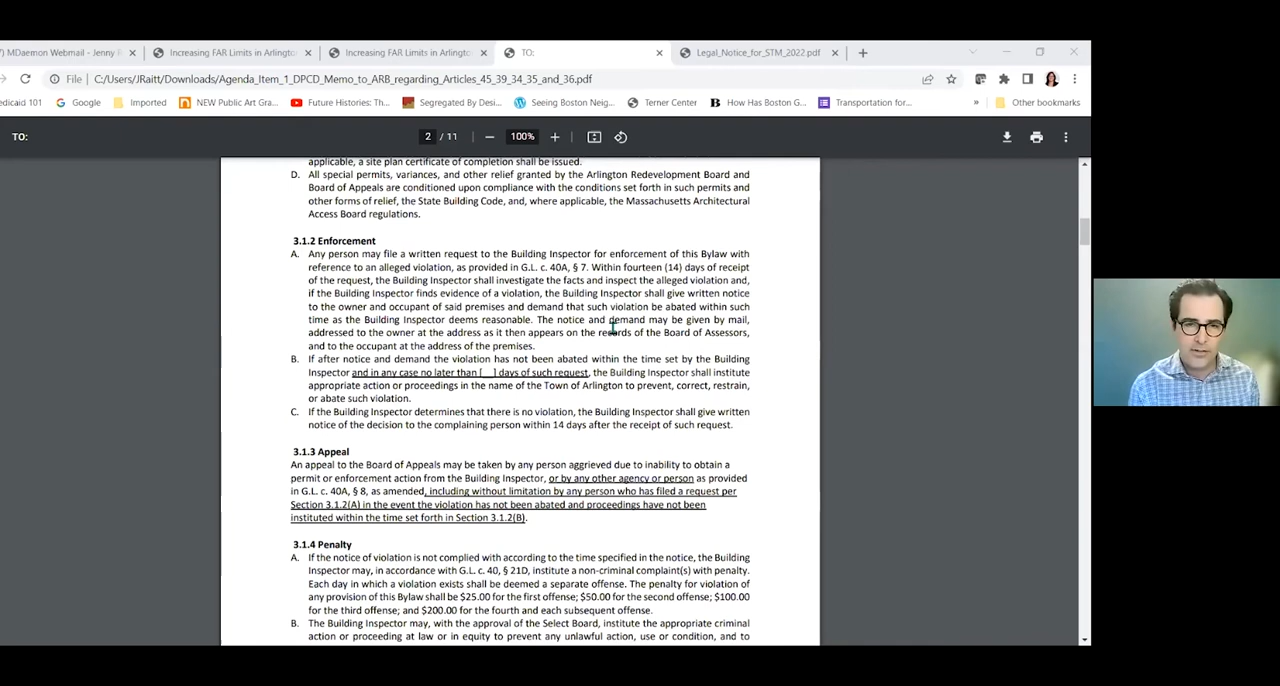 ) MDaemon Webmail - Jenny
Increasing FAR Limits in Arlingto
Increasing FAR Limits in Arlingto
TO:
Legal_Notice_for_STM_2022.pdf
File
C:/Users/JRaitt/Downloads/Agenda_Item_1_DPCD_Memo_to_ARB_regarding_Articles_45_39_34_35_and_36.pdf
edicaid 101
Google
Imported
NEW Public Art Gra...
Future Histories: Th...
Segregated By Desi...
Seeing Boston Neig...
Terner Center
How Has Boston G...
Transportation for...
»
Other bookmarks
TO:
2 / 11
100%
applicable, a site plan certificate of completion shall be issued.
D. All special permits, variances, and other relief granted by the Arlington Redevelopment Board and
Board of Appeals are conditioned upon compliance with the conditions set forth in such permits and
other forms of relief, the State Building Code, and, where applicable, the Massachusetts Architectural
Access Board regulations.
3.1.2 Enforcement
A. Any person may file a written request to the Building Inspector for enforcement of this Bylaw with
reference to an alleged violation, as provided in G.L. c. 40A, § 7. Within fourteen (14) days of receipt
of the request, the Building Inspector shall investigate the facts and inspect the alleged violation and,
if the Building Inspector finds evidence of a violation, the Building Inspector shall give written notice
to the owner and occupant of said premises and demand that such violation be abated within such
time as the Building Inspector deems reasonable. The notice and demand may be given by mail,
addressed to the owner at the address as it then appears on the records of the Board of Assessors,
and to the occupant at the address of the premises.
B. If after notice and demand the violation has not been abated within the time set by the Building
Inspector and in any case no later than [__] days of such request, the Building Inspector shall institute
appropriate action or proceedings in the name of the Town of Arlington to prevent, correct, restrain,
or abate such violation.
C. If the Building Inspector determines that there is no violation, the Building Inspector shall give written
notice of the decision to the complaining person within 14 days after the receipt of such request.
3.1.3 Appeal
An appeal to the Board of Appeals may be taken by any person aggrieved due to inability to obtain a
permit or enforcement action from the Building Inspector, or by any other agency or person as provided
in G.L. c. 40A, § 8, as amended, including without limitation by any person who has filed a request per
Section 3.1.2(A) in the event the violation has not been abated and proceedings have not been
instituted within the time set forth in Section 3.1.2(B).
3.1.4 Penalty
A. If the notice of violation is not complied with according to the time specified in the notice, the Building
Inspector may, in accordance with G.L. c. 40, § 21D, institute a non-criminal complaint(s) with penalty.
Each day in which a violation exists shall be deemed a separate offense. The penalty for violation of
any provision of this Bylaw shall be $25.00 for the first offense; $50.00 for the second offense; $100.00
for the third offense; and $200.00 for the fourth and each subsequent offense.
B. The Building Inspector may, with the approval of the Select Board, institute the appropriate criminal
action or proceeding at law or in equity to prevent any unlawful action, use or condition, and to